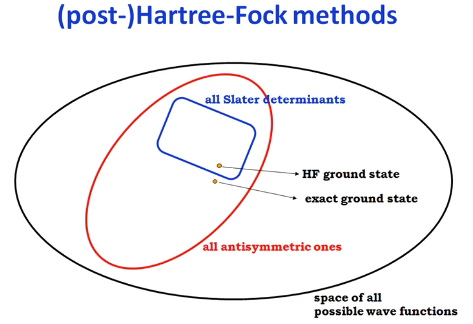 (post-)Hartree-Fock methods
all Slater determinants
HF ground state
exact ground state
all antisymmetric ones
space of all
possible wave functions